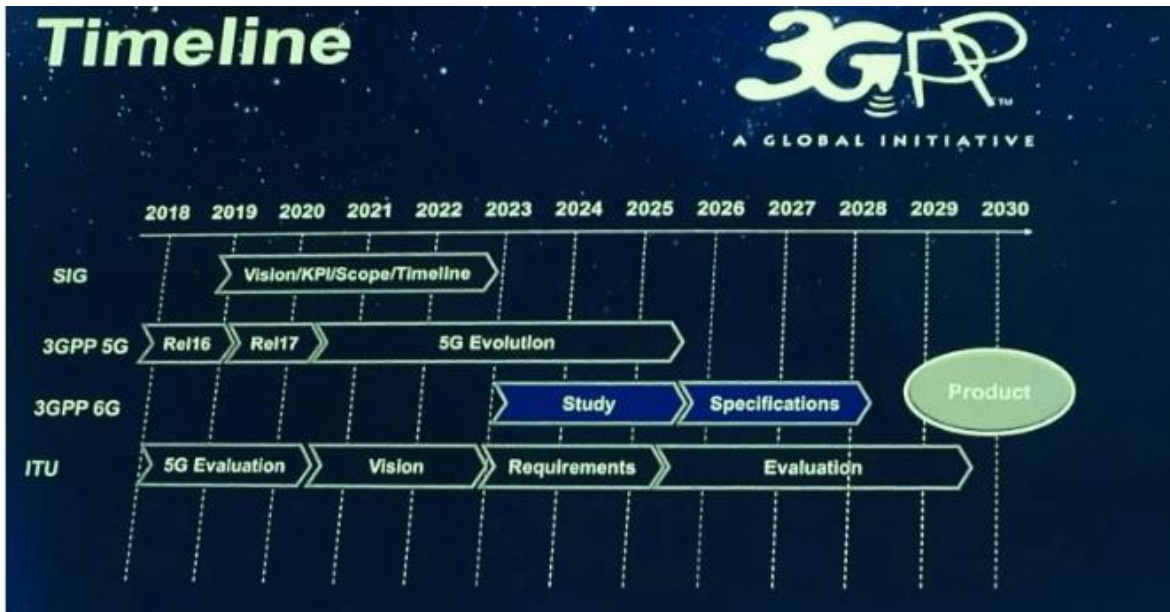 Timeline
3GPP™
A GLOBAL INITIATIVE
2018 2019 2020 2021 2022 2023 2024 2025 2026 2027 2028 2029 2030
SIG Vision/KPI/Scope/Timeline
3GPP 5G Rel16 Rel17 5G Evolution
3GPP 6G Study Specifications Product
ITU 5G Evaluation Vision Requirements Evaluation